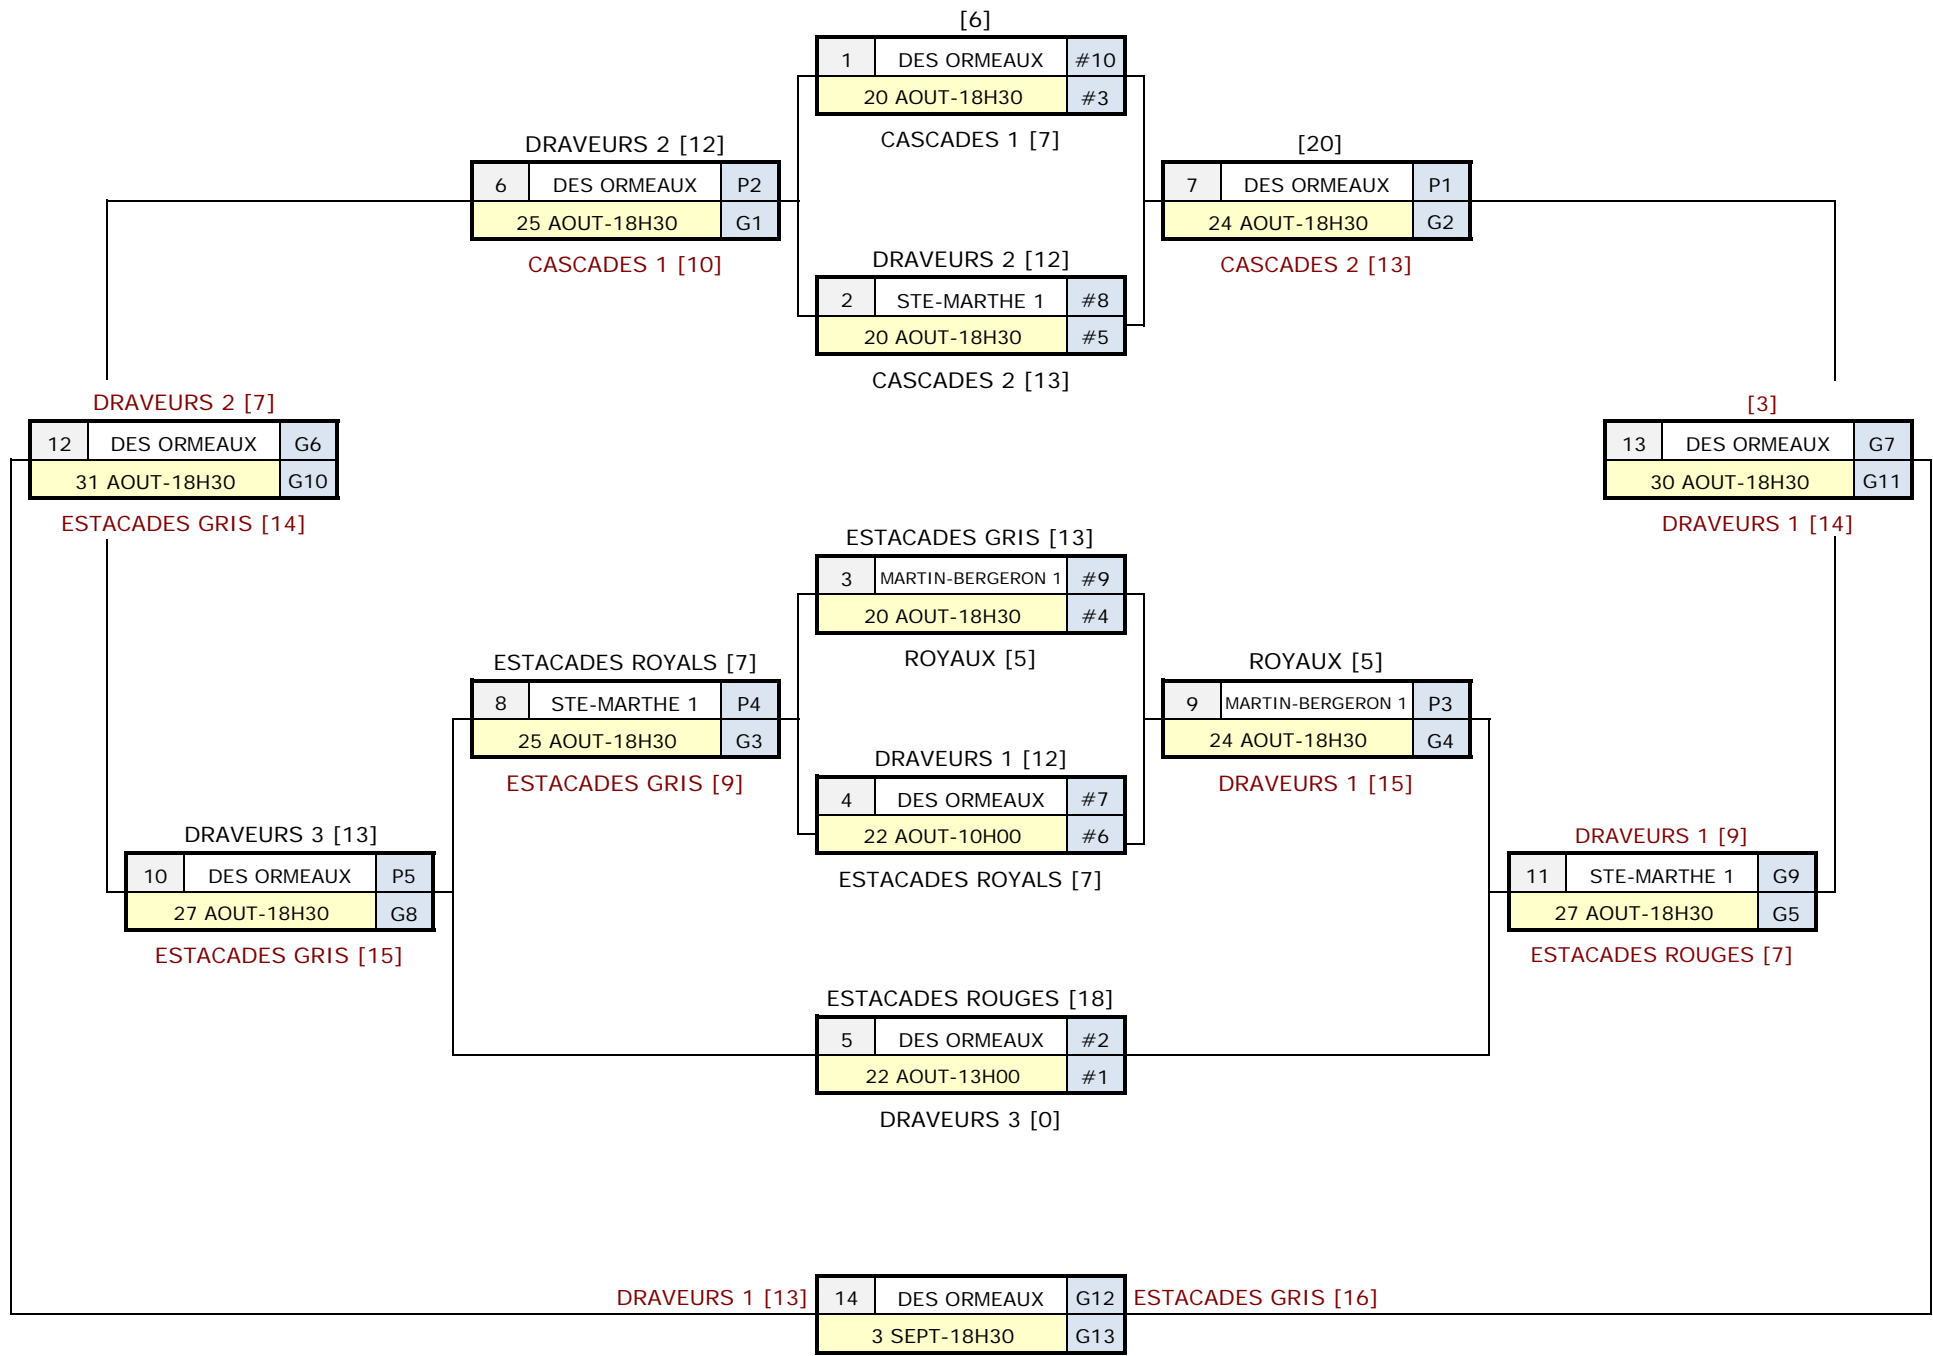 [6]
1 DES ORMEAUX #10
20 AOUT-18H30 #3
CASCADES 1 [7]
DRAVEURS 2 [12]
6 DES ORMEAUX P2
25 AOUT-18H30 G1
CASCADES 1 [10]
[20]
7 DES ORMEAUX P1
24 AOUT-18H30 G2
CASCADES 2 [13]
DRAVEURS 2 [12]
2 STE-MARTHE 1 #8
20 AOUT-18H30 #5
CASCADES 2 [13]
DRAVEURS 2 [7]
12 DES ORMEAUX G6
31 AOUT-18H30 G10
ESTACADES GRIS [14]
[3]
13 DES ORMEAUX G7
30 AOUT-18H30 G11
DRAVEURS 1 [14]
ESTACADES GRIS [13]
3 MARTIN-BERGERON 1 #9
20 AOUT-18H30 #4
ROYAUX [5]
ESTACADES ROYALS [7]
8 STE-MARTHE 1 P4
25 AOUT-18H30 G3
ESTACADES GRIS [9]
ROYAUX [5]
9 MARTIN-BERGERON 1 P3
24 AOUT-18H30 G4
DRAVEURS 1 [15]
DRAVEURS 1 [12]
4 DES ORMEAUX #7
22 AOUT-10H00 #6
ESTACADES ROYALS [7]
DRAVEURS 3 [13]
10 DES ORMEAUX P5
27 AOUT-18H30 G8
ESTACADES GRIS [15]
DRAVEURS 1 [9]
11 STE-MARTHE 1 G9
27 AOUT-18H30 G5
ESTACADES ROUGES [7]
ESTACADES ROUGES [18]
5 DES ORMEAUX #2
22 AOUT-13H00 #1
DRAVEURS 3 [0]
DRAVEURS 1 [13] 14 DES ORMEAUX G12 ESTACADES GRIS [16]
3 SEPT-18H30 G13